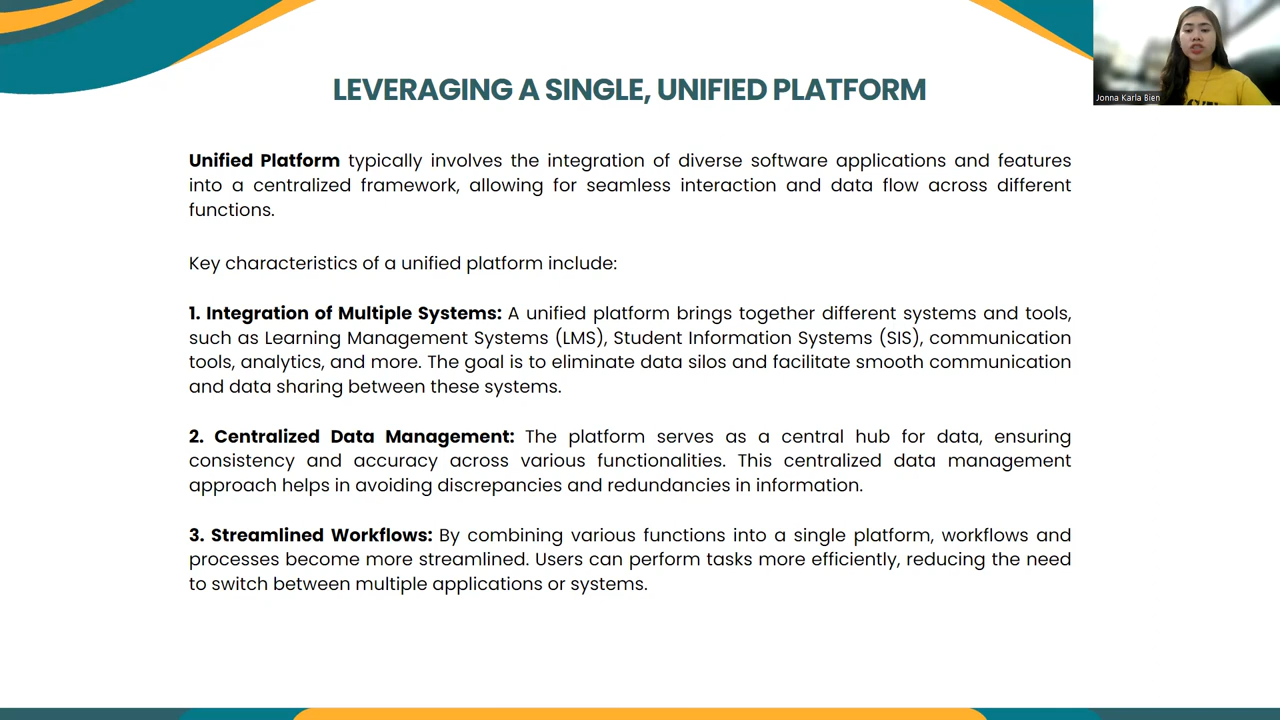 LEVERAGING A SINGLE, UNIFIED PLATFORM
Jonna Karla Bien
Unified Platform typically involves the integration of diverse software applications and features
into a centralized framework, allowing for seamless interaction and data flow across different
functions.
Key characteristics of a unified platform include:
1. Integration of Multiple Systems: A unified platform brings together different systems and tools,
such as Learning Management Systems (LMS), Student Information Systems (SIS), communication
tools, analytics, and more. The goal is to eliminate data silos and facilitate smooth communication
and data sharing between these systems.
2. Centralized Data Management: The platform serves as a central hub for data, ensuring
consistency and accuracy across various functionalities. This centralized data management
approach helps in avoiding discrepancies and redundancies in information.
3. Streamlined Workflows: By combining various functions into a single platform, workflows and
processes become more streamlined. Users can perform tasks more efficiently, reducing the need
to switch between multiple applications or systems.